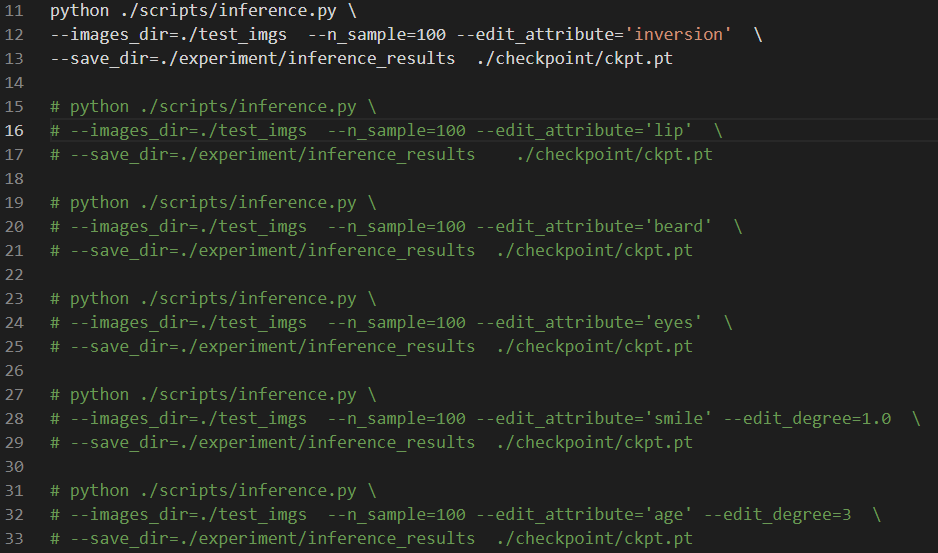 11 python ./scripts/inference.py \
12 --images_dir=./test_imgs  --n_sample=100 --edit_attribute='inversion'  \
13 --save_dir=./experiment/inference_results  ./checkpoint/ckpt.pt
14
15 # python ./scripts/inference.py \
16 # --images_dir=./test_imgs  --n_sample=100 --edit_attribute='lip'  \
17 # --save_dir=./experiment/inference_results    ./checkpoint/ckpt.pt
18
19 # python ./scripts/inference.py \
20 # --images_dir=./test_imgs  --n_sample=100 --edit_attribute='beard'  \
21 # --save_dir=./experiment/inference_results  ./checkpoint/ckpt.pt
22
23 # python ./scripts/inference.py \
24 # --images_dir=./test_imgs  --n_sample=100 --edit_attribute='eyes'  \
25 # --save_dir=./experiment/inference_results  ./checkpoint/ckpt.pt
26
27 # python ./scripts/inference.py \
28 # --images_dir=./test_imgs  --n_sample=100 --edit_attribute='smile' --edit_degree=1.0  \
29 # --save_dir=./experiment/inference_results  ./checkpoint/ckpt.pt
30
31 # python ./scripts/inference.py \
32 # --images_dir=./test_imgs  --n_sample=100 --edit_attribute='age' --edit_degree=3  \
33 # --save_dir=./experiment/inference_results  ./checkpoint/ckpt.pt